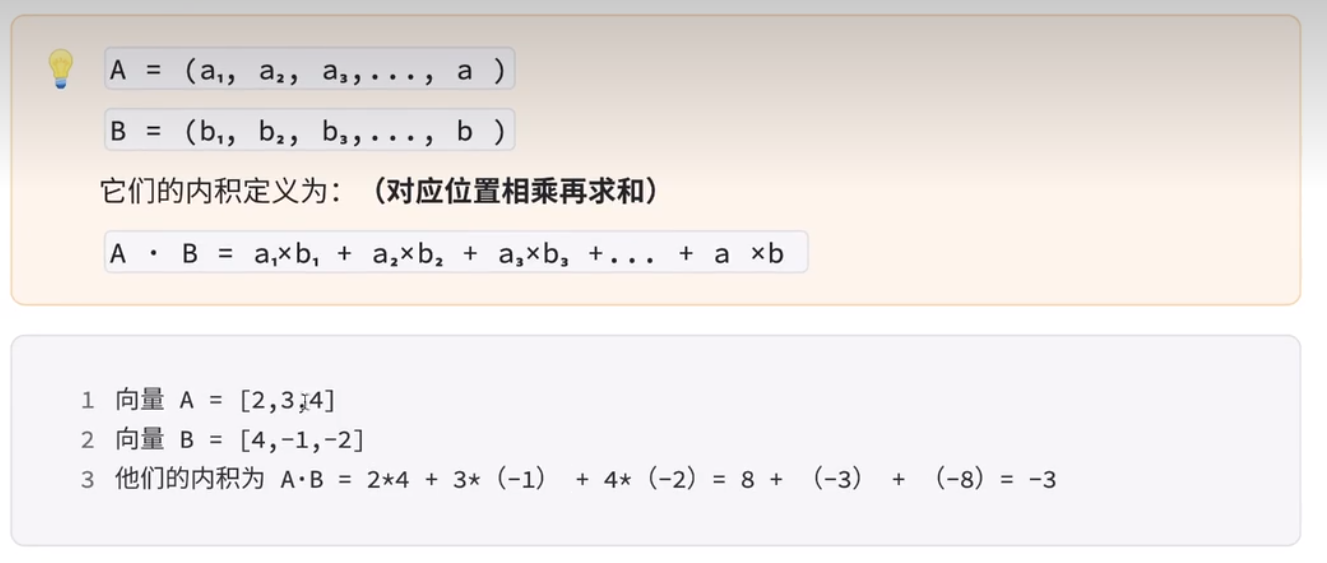 A = (a₁, a₂, a₃,..., a )
B = (b₁, b₂, b₃,..., b )
它们的内积定义为：（对应位置相乘再求和）
A · B = a₁×b₁ + a₂×b₂ + a₃×b₃ +... + a ×b
1 向量 A = [2,3,4]
2 向量 B = [4,-1,-2]
3 他们的内积为 A·B = 2*4 + 3*（-1） + 4*（-2）= 8 + （-3） + （-8）= -3